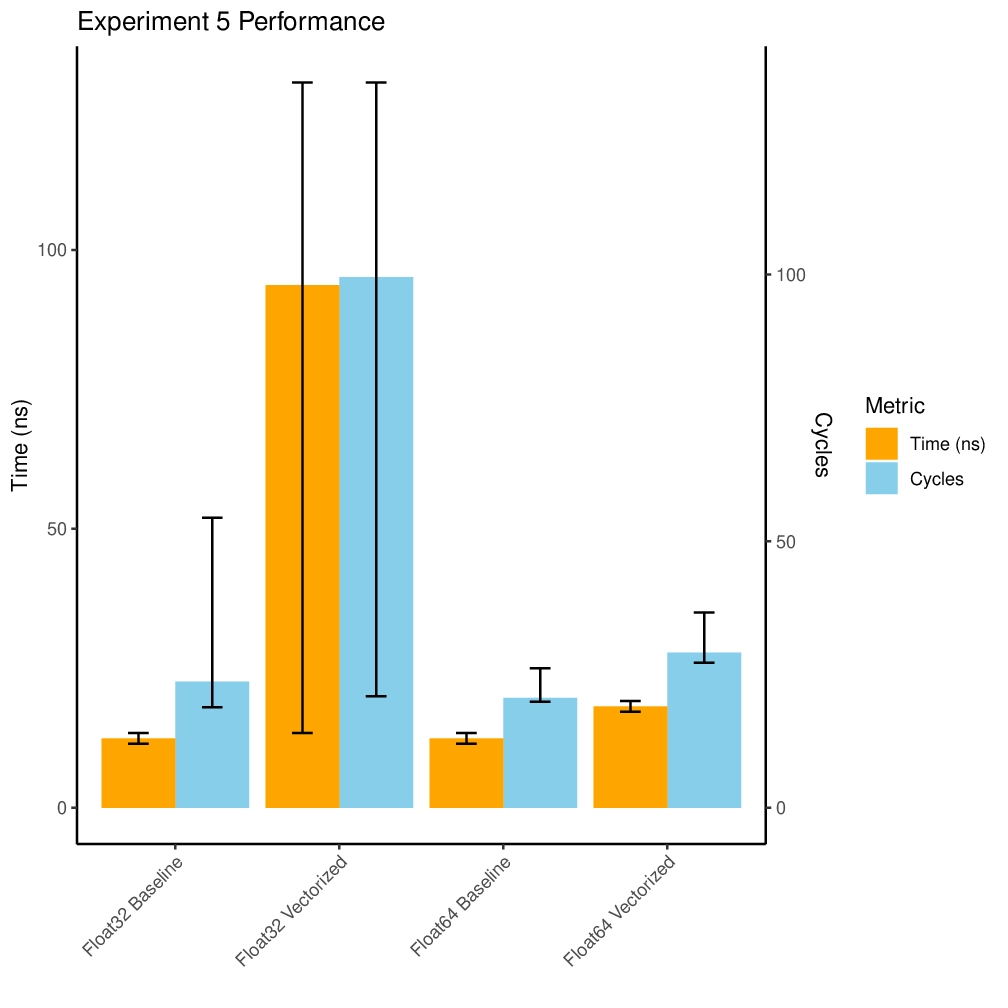 Experiment 5 Performance
Time (ns)
100
50
0
100
50
0
Cycles
Metric
Time (ns)
Cycles
Float32 Baseline
Float32 Vectorized
Float64 Baseline
Float64 Vectorized